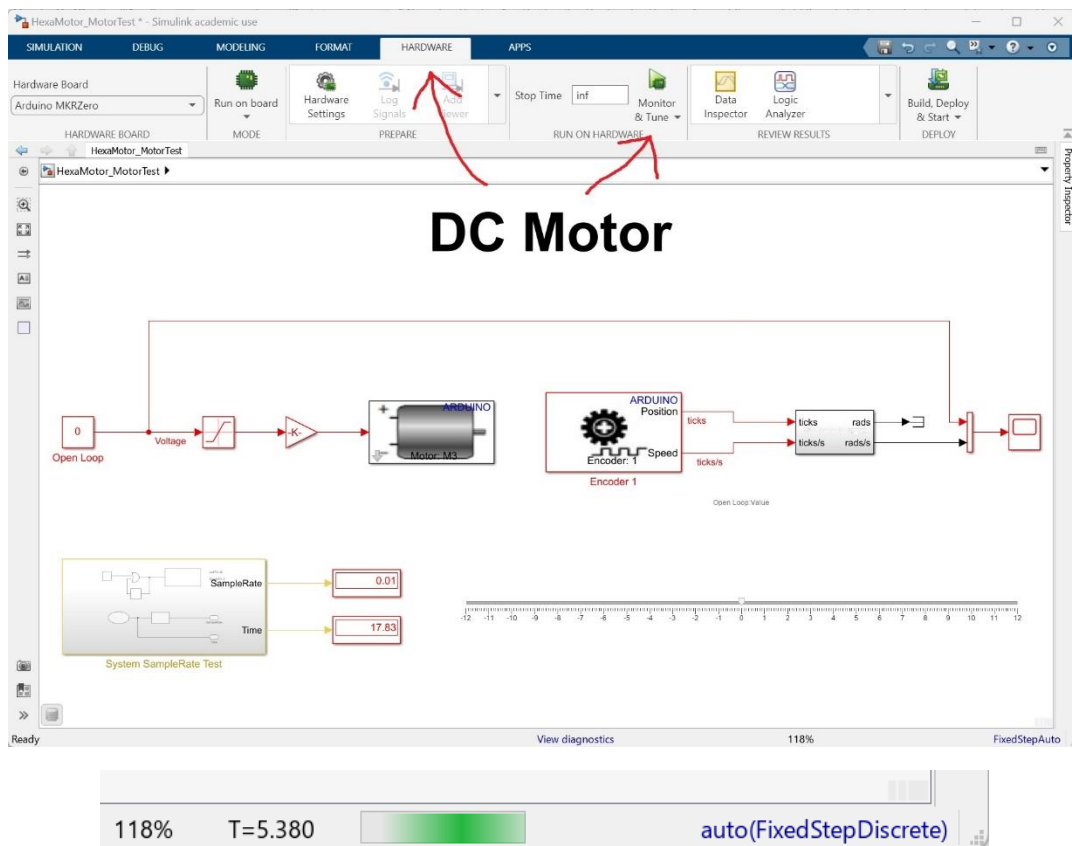 HexaMotor_MotorTest * - Simulink academic use
SIMULATION DEBUG MODELING FORMAT HARDWARE APPS
Hardware Board
Arduino MKRZero
Run on board
Hardware Settings
Log Signals
Add Viewer
Stop Time inf
Monitor & Tune
Data Inspector
Logic Analyzer
Build, Deploy & Start
HARDWARE BOARD MODE PREPARE RUN ON HARDWARE REVIEW RESULTS DEPLOY
HexaMotor_MotorTest
HexaMotor_MotorTest
Property Inspector
DC Motor
0
Open Loop
Voltage
-K-
ARDUINO
Motor: M3
ARDUINO
Position
Speed
Encoder: 1
Encoder 1
ticks
ticks/s
ticks rads
ticks/s rads/s
Open Loop:Value
SampleRate
Time
System SampleRate Test
0.01
17.83
-12 -11 -10 -9 -8 -7 -6 -5 -4 -3 -2 -1 0 1 2 3 4 5 6 7 8 9 10 11 12
Ready View diagnostics 118% FixedStepAuto
118% T=5.380 auto(FixedStepDiscrete)